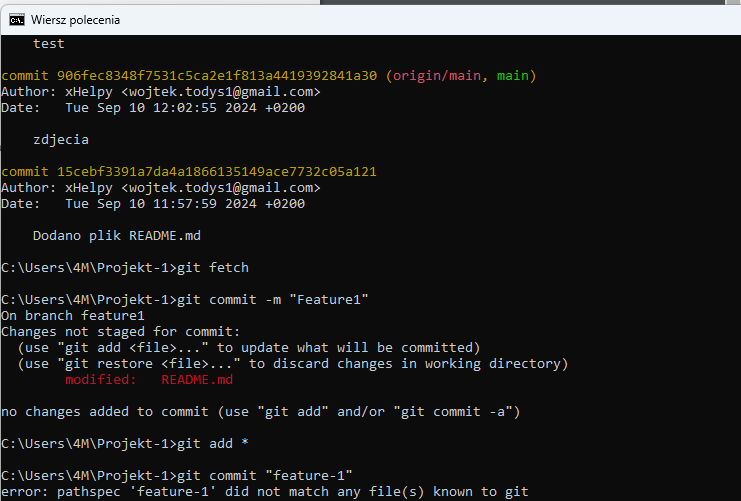 Wiersz polecenia
test
commit 906fec8348f7531c5ca2e1f813a4419392841a30 (origin/main, main)
Author: xHelpy <wojtek.todys1@gmail.com>
Date:   Tue Sep 10 12:02:55 2024 +0200
zdjecia
commit 15cebf3391a7da4a1866135149ace7732c05a121
Author: xHelpy <wojtek.todys1@gmail.com>
Date:   Tue Sep 10 11:57:59 2024 +0200
Dodano plik README.md
C:\Users\4M\Projekt-1>git fetch
C:\Users\4M\Projekt-1>git commit -m "Feature1"
On branch feature1
Changes not staged for commit:
  (use "git add <file>..." to update what will be committed)
  (use "git restore <file>..." to discard changes in working directory)
        modified:   README.md
no changes added to commit (use "git add" and/or "git commit -a")
C:\Users\4M\Projekt-1>git add *
C:\Users\4M\Projekt-1>git commit "feature-1"
error: pathspec 'feature-1' did not match any file(s) known to git